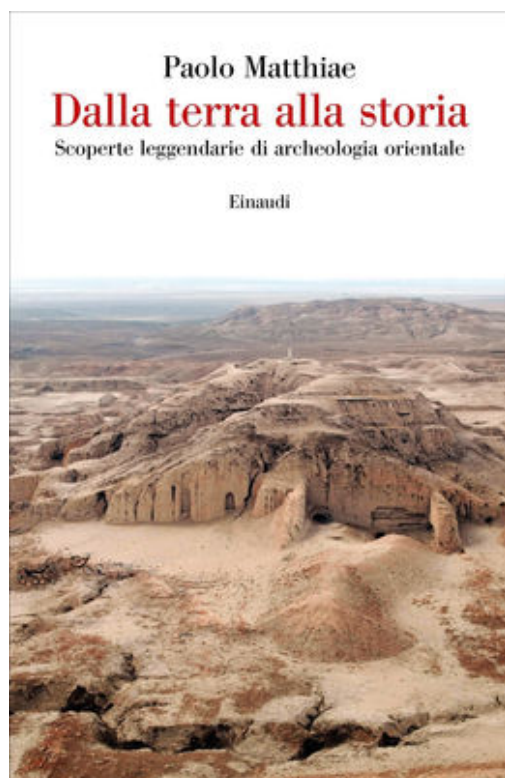 Paolo Matthiae
Dalla terra alla storia
Scoperte leggendarie di archeologia orientale
Einaudi